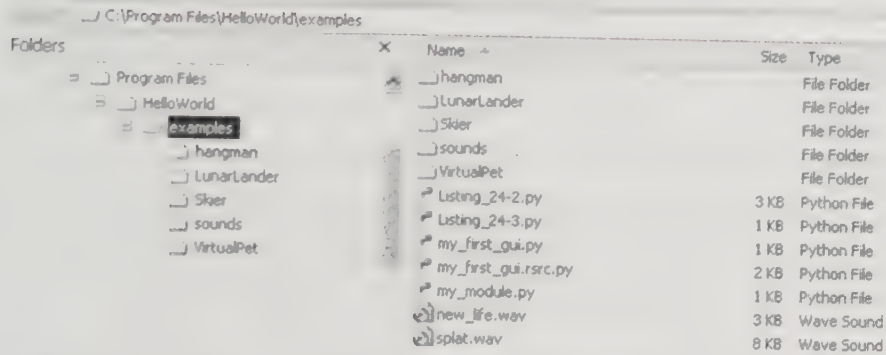 C:\Program Files\HelloWorld\examples
Folders
Program Files
HelloWorld
examples
hangman
LunarLander
Skier
sounds
VirtualPet
Name Size Type
hangman File Folder
LunarLander File Folder
Skier File Folder
sounds File Folder
VirtualPet File Folder
Listing_24-2.py 3 KB Python File
Listing_24-3.py 1 KB Python File
my_first_gui.py 1 KB Python File
my_first_gui.rsrc.py 2 KB Python File
my_module.py 1 KB Python File
new_life.wav 3 KB Wave Sound
splat.wav 8 KB Wave Sound